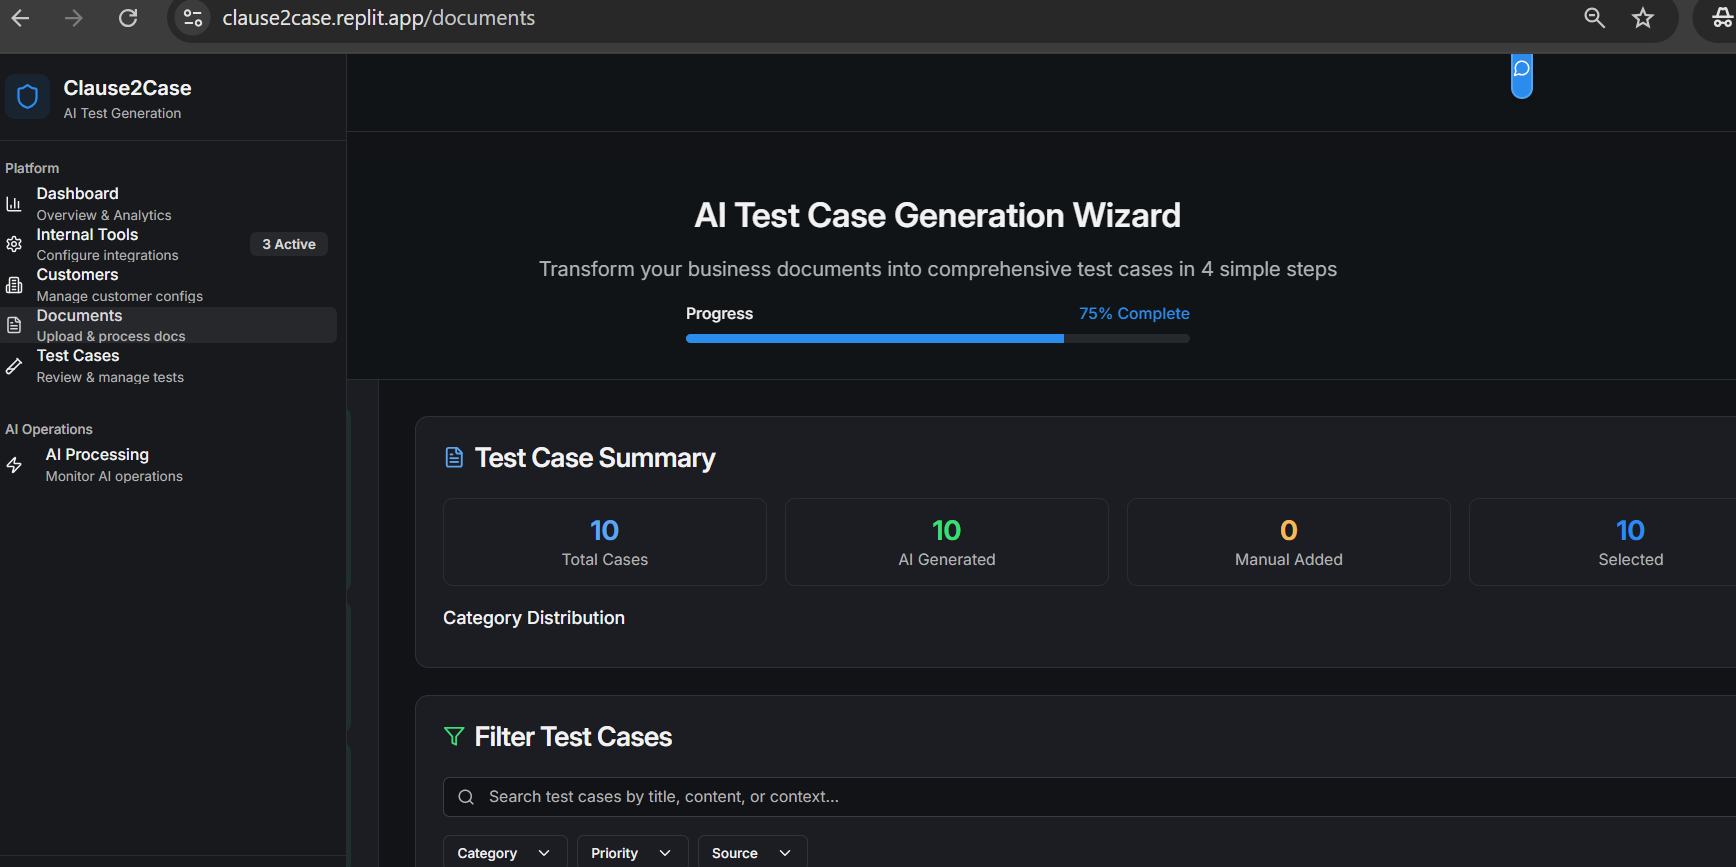 clause2case.replit.app/documents
Clause2Case
AI Test Generation
Platform
Dashboard
Overview & Analytics
Internal Tools
Configure integrations
3 Active
Customers
Manage customer configs
Documents
Upload & process docs
Test Cases
Review & manage tests
AI Operations
AI Processing
Monitor AI operations
AI Test Case Generation Wizard
Transform your business documents into comprehensive test cases in 4 simple steps
Progress 75% Complete
Test Case Summary
10
Total Cases
10
AI Generated
0
Manual Added
10
Selected
Category Distribution
Filter Test Cases
Search test cases by title, content, or context...
Category Priority Source